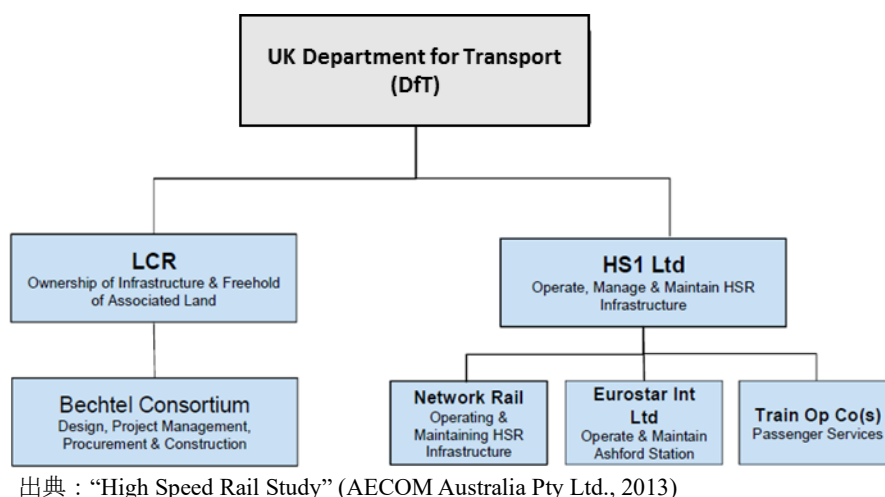 UK Department for Transport
(DfT)
LCR
Ownership of Infrastructure & Freehold
of Associated Land
HS1 Ltd
Operate, Manage & Maintain HSR
Infrastructure
Bechtel Consortium
Design, Project Management,
Procurement & Construction
Network Rail
Operating &
Maintaining HSR
Infrastructure
Eurostar Int
Ltd
Operate & Maintain
Ashford Station
Train Op Co(s)
Passenger Services
出典：“High Speed Rail Study” (AECOM Australia Pty Ltd., 2013)